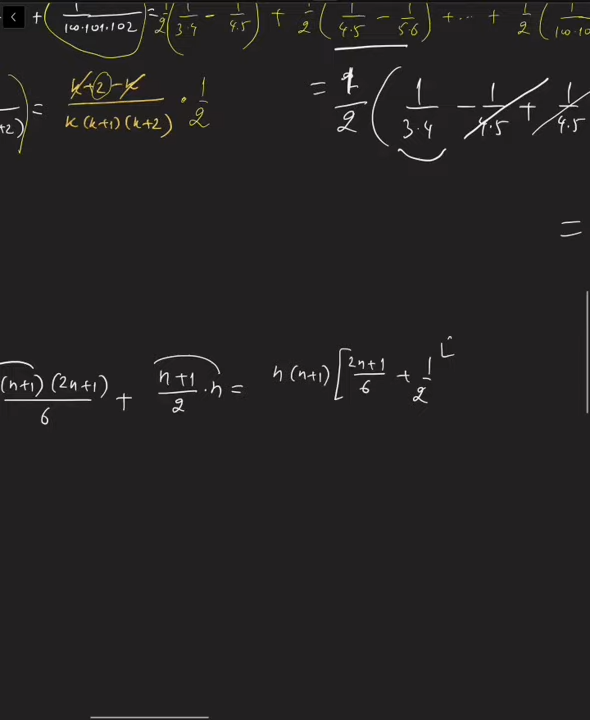 + ( 1/100.101.102 ) = 1/2 ( 1/3.4 - 1/4.5 ) + 1/2 ( 1/4.5 - 1/5.6 ) + ... + 1/2 (
+2) ) = k+2-k / k(k+1)(k+2) · 1/2
= 1/2 ( 1/3.4 - 1/4.5 + 1/4.5
=
(n+1)(2n+1)/6 + n+1/2 · n = n(n+1) [ 2n+1/6 + 1/2